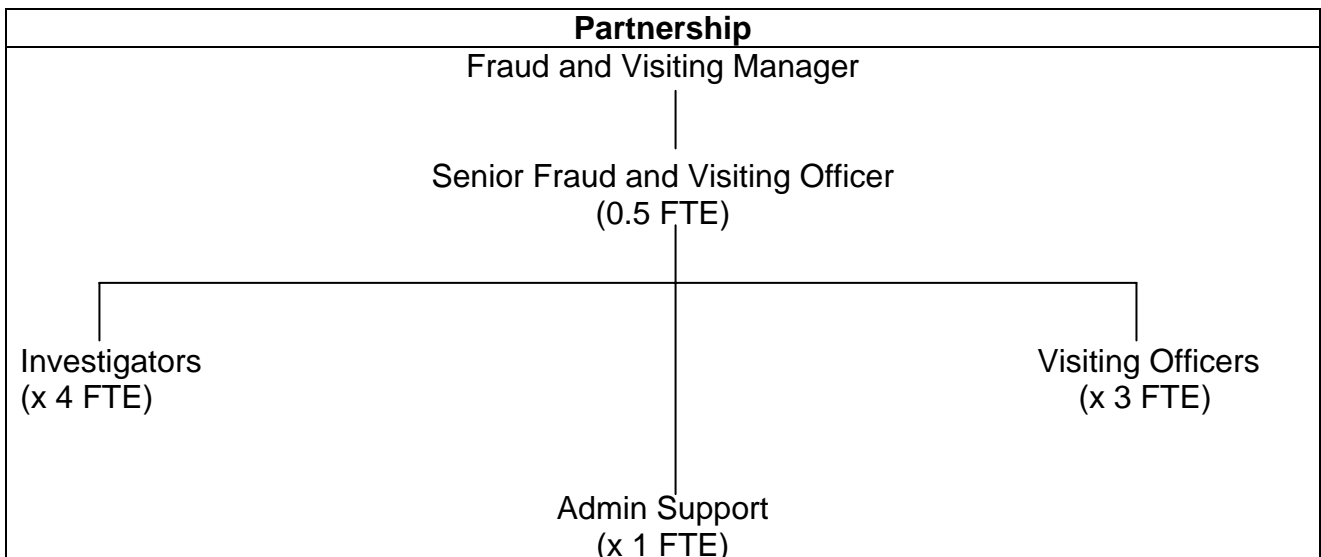 Partnership
Fraud and Visiting Manager
Senior Fraud and Visiting Officer
(0.5 FTE)
Investigators
(x 4 FTE)
Visiting Officers
(x 3 FTE)
Admin Support
(x 1 FTE)